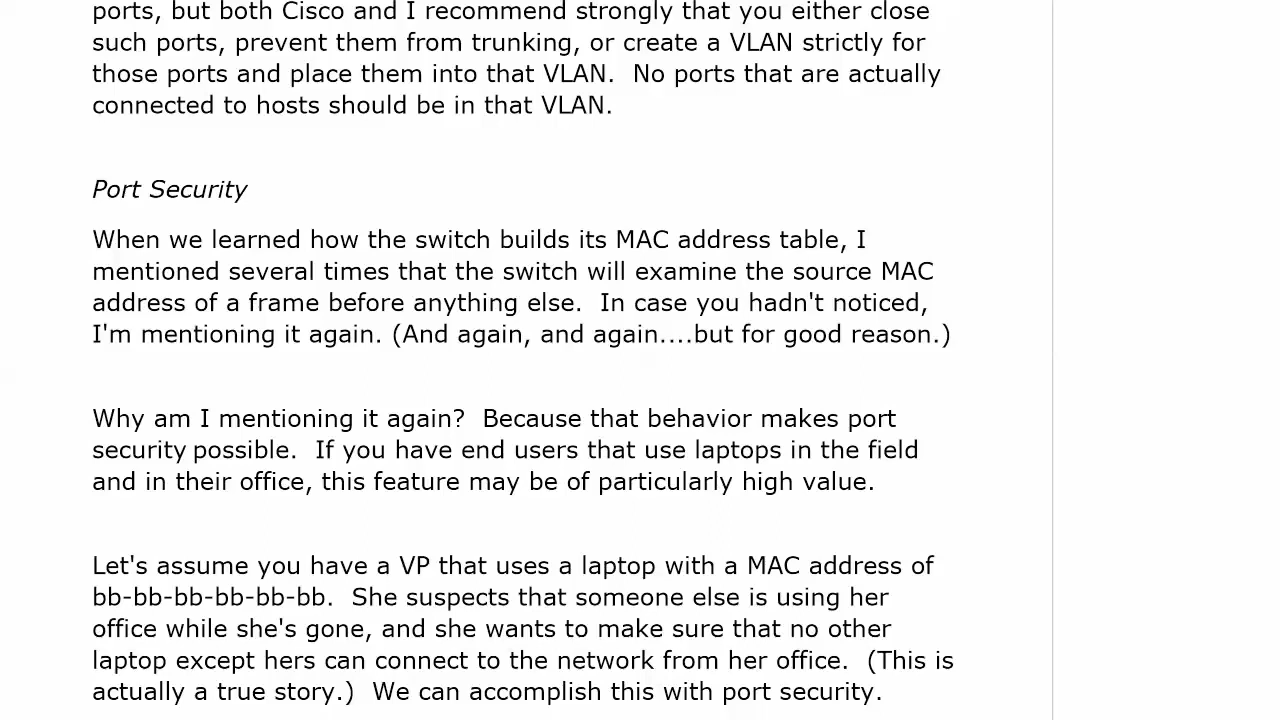 ports, but both Cisco and I recommend strongly that you either close
such ports, prevent them from trunking, or create a VLAN strictly for
those ports and place them into that VLAN.  No ports that are actually
connected to hosts should be in that VLAN.
Port Security
When we learned how the switch builds its MAC address table, I
mentioned several times that the switch will examine the source MAC
address of a frame before anything else.  In case you hadn't noticed,
I'm mentioning it again. (And again, and again....but for good reason.)
Why am I mentioning it again?  Because that behavior makes port
security possible.  If you have end users that use laptops in the field
and in their office, this feature may be of particularly high value.
Let's assume you have a VP that uses a laptop with a MAC address of
bb-bb-bb-bb-bb-bb.  She suspects that someone else is using her
office while she's gone, and she wants to make sure that no other
laptop except hers can connect to the network from her office.  (This is
actually a true story.)  We can accomplish this with port security.